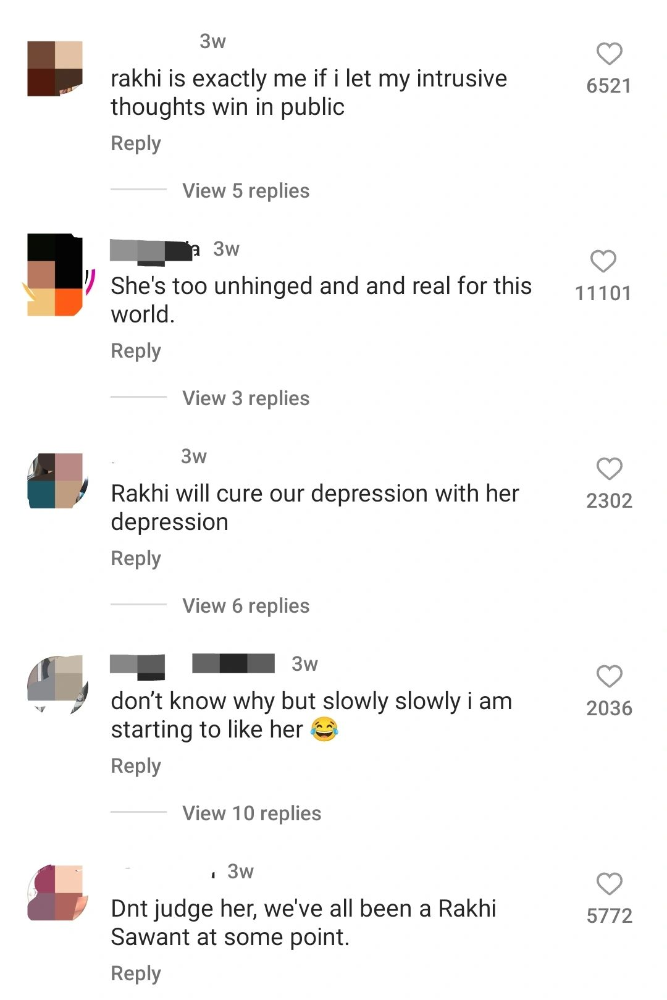 3w
rakhi is exactly me if i let my intrusive
6521
thoughts win in public
Reply
View 5 replies
3w
She's too unhinged and and real for this
11101
world.
Reply
View 3 replies
3w
Rakhi will cure our depression with her
2302
depression
Reply
View 6 replies
3w
don’t know why but slowly slowly i am
2036
starting to like her 😂
Reply
View 10 replies
3w
Dnt judge her, we've all been a Rakhi
5772
Sawant at some point.
Reply